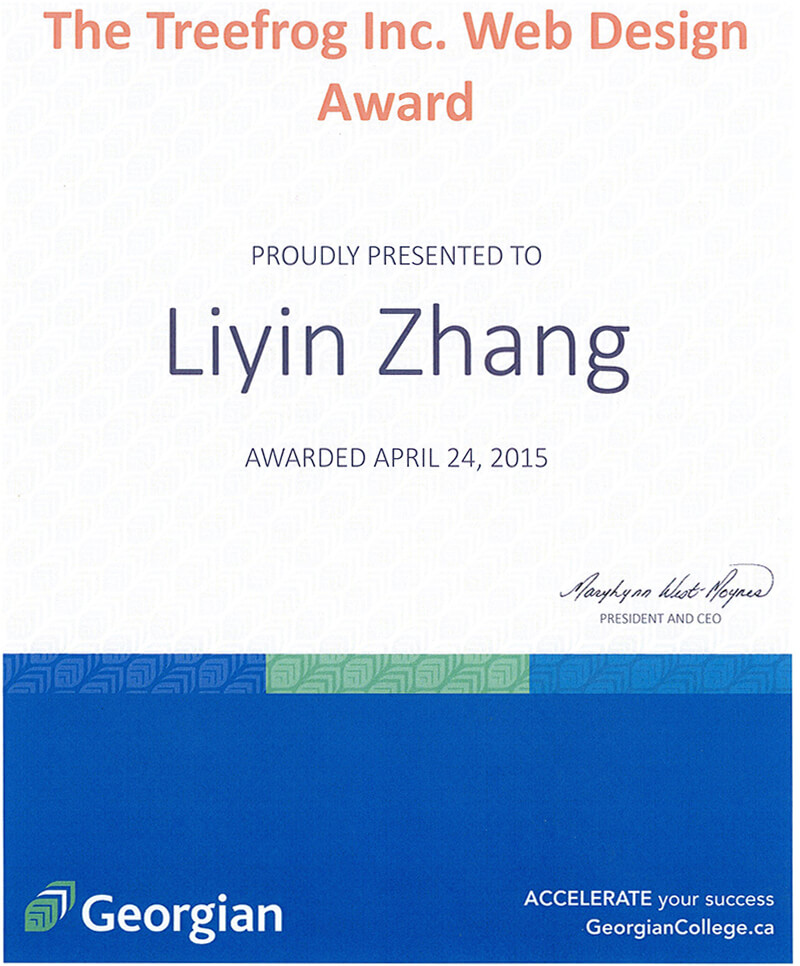 The Treefrog Inc. Web Design
Award
PROUDLY PRESENTED TO
Liyin Zhang
AWARDED APRIL 24, 2015
MaryLynn West-Moynes
PRESIDENT AND CEO
Georgian
ACCELERATE your success
GeorgianCollege.ca